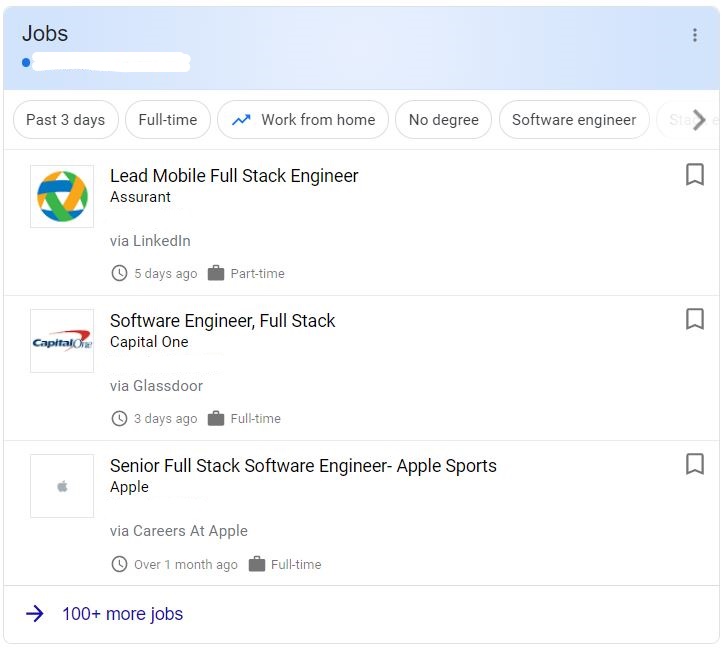 Jobs
Past 3 days
Full-time
Work from home
No degree
Software engineer
Lead Mobile Full Stack Engineer
Assurant
via LinkedIn
5 days ago Part-time
CapitalOne
Software Engineer, Full Stack
Capital One
via Glassdoor
3 days ago Full-time
Senior Full Stack Software Engineer- Apple Sports
Apple
via Careers At Apple
Over 1 month ago Full-time
100+ more jobs